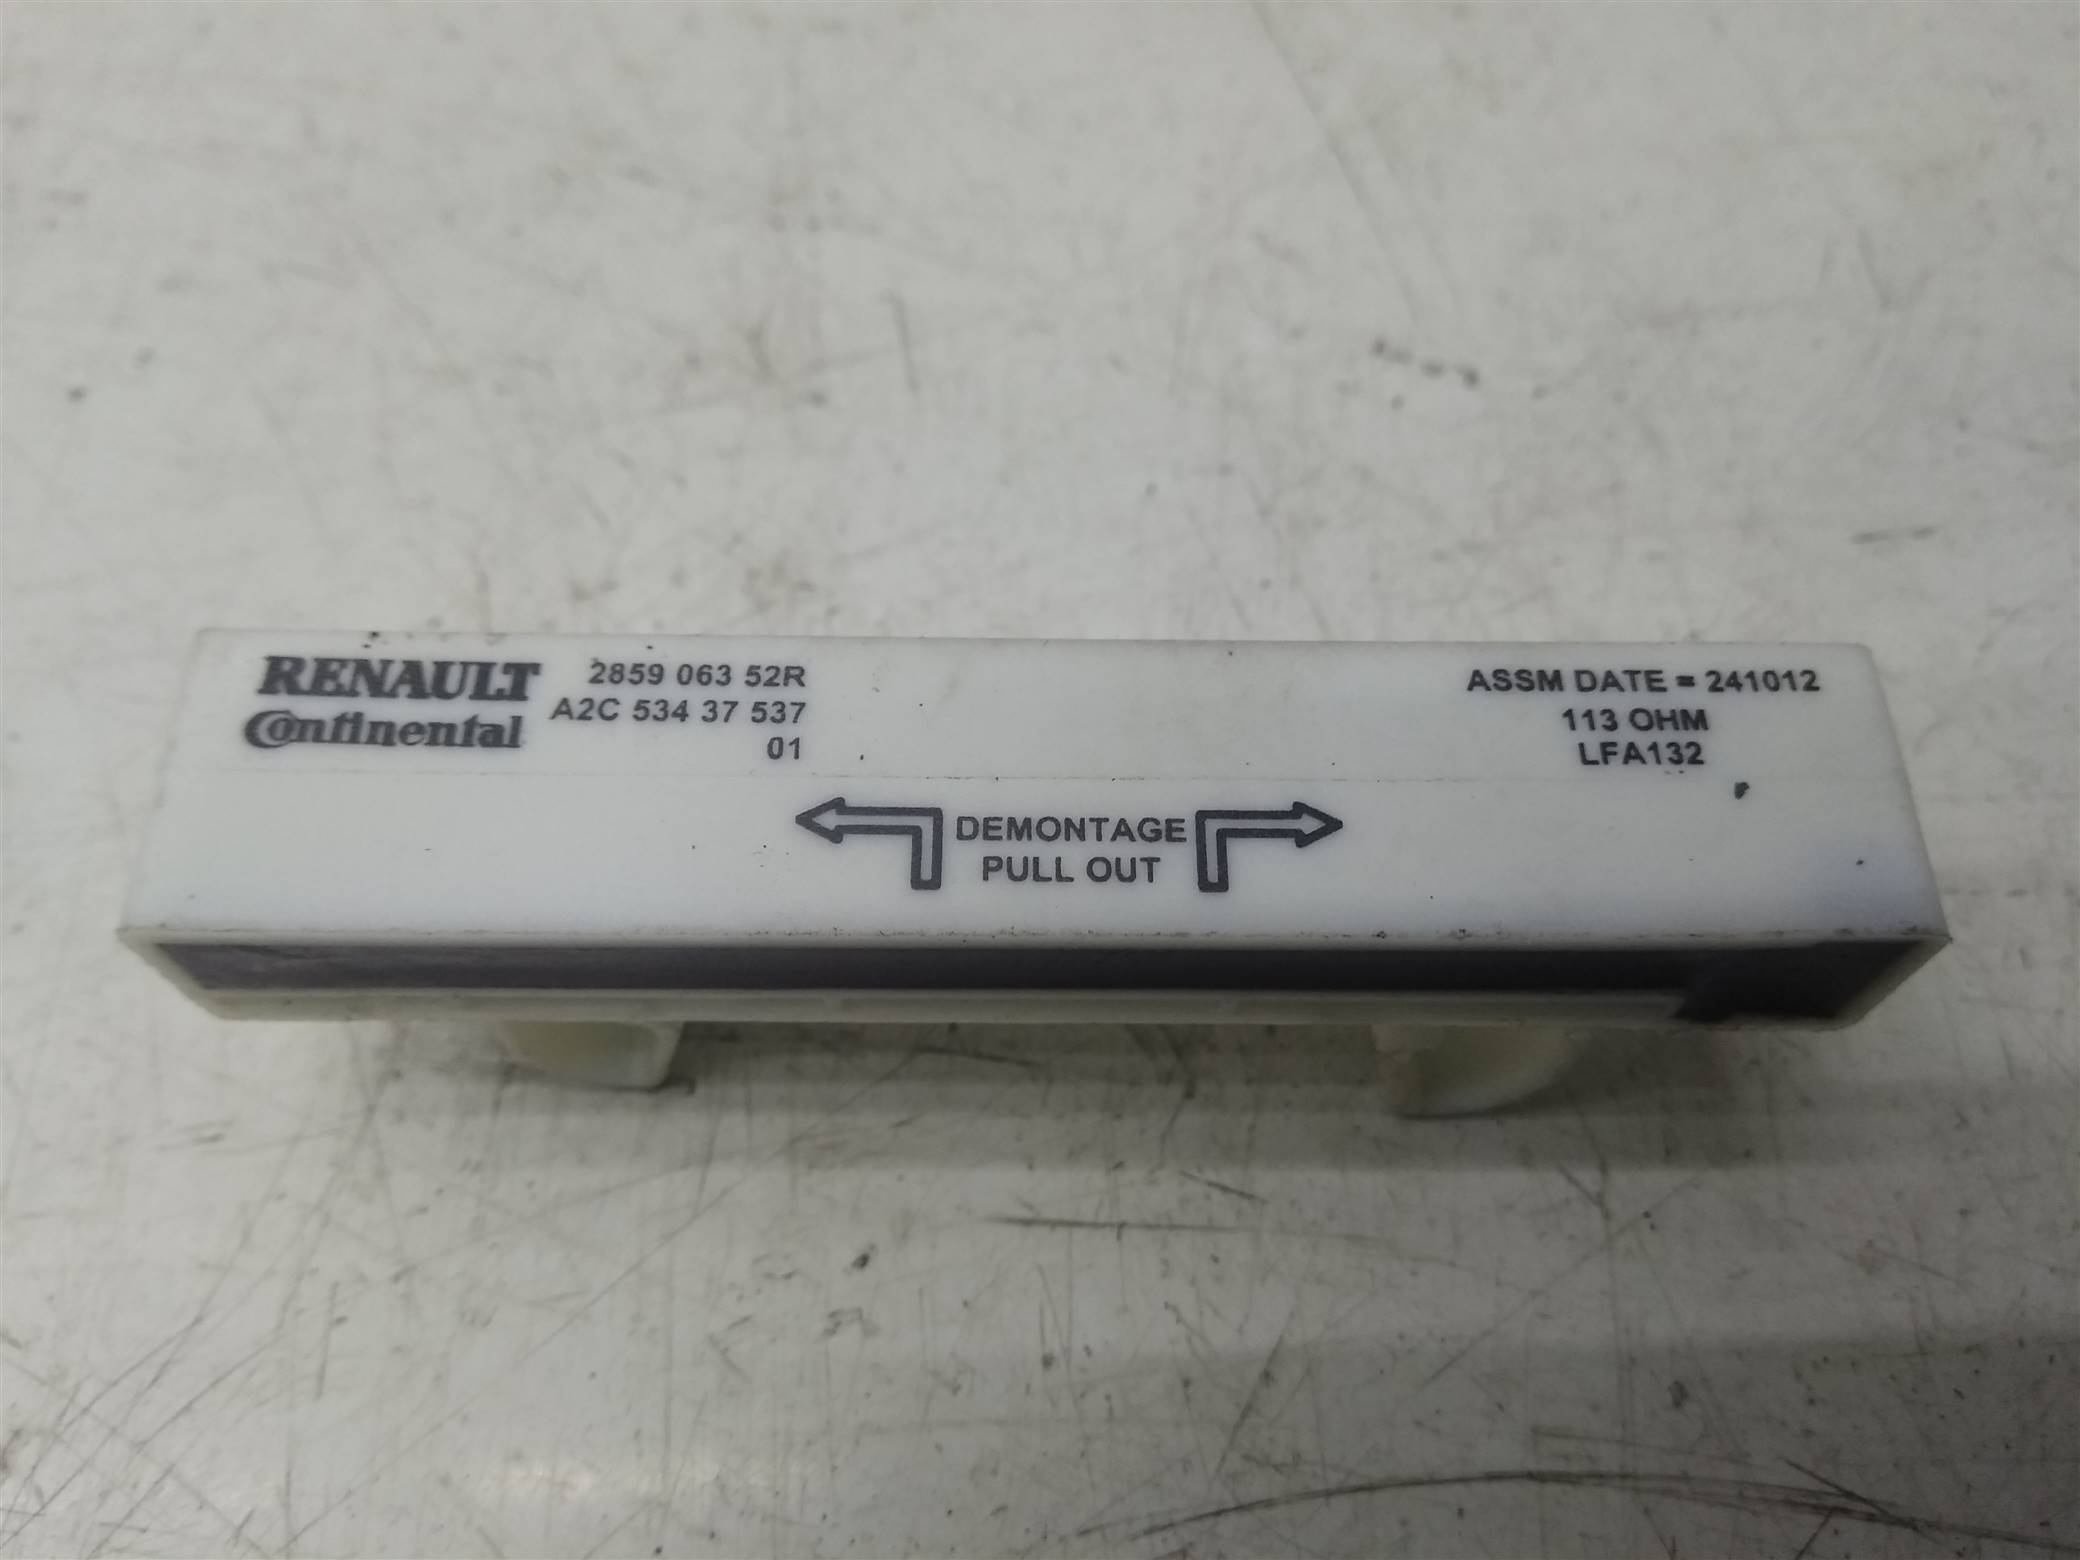 RENAULT 2859 063 52R
Continental A2C 534 37 537
01
ASSM DATE = 241012
113 OHM
LFA132
DEMONTAGE
PULL OUT